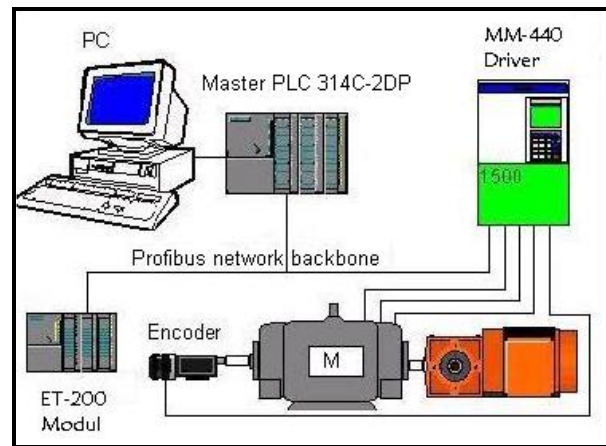 PC
MM-440
Driver
Master PLC 314C-2DP
1500
Profibus network backbone
Encoder
M
ET-200
Modul